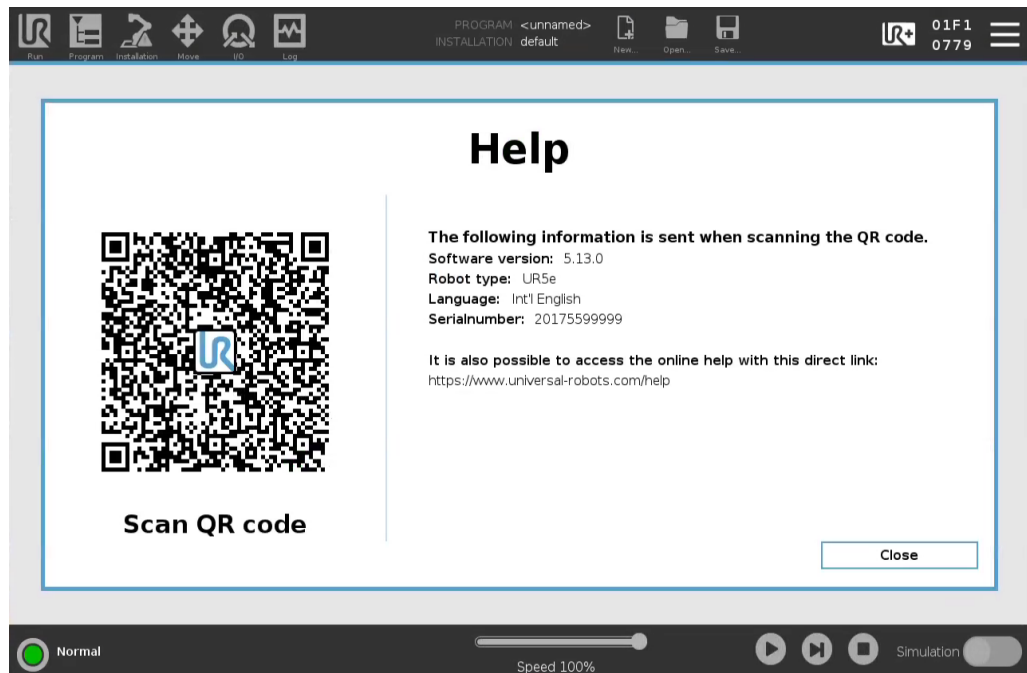 PROGRAM <unnamed>
INSTALLATION default
Run Program Installation Move I/O Log
New... Open... Save...
UR+
01F1
0779
Help
The following information is sent when scanning the QR code.
Software version: 5.13.0
Robot type: UR5e
Language: Int'l English
Serialnumber: 20175599999
It is also possible to access the online help with this direct link:
https://www.universal-robots.com/help
Scan QR code
Close
Normal
Speed 100%
Simulation